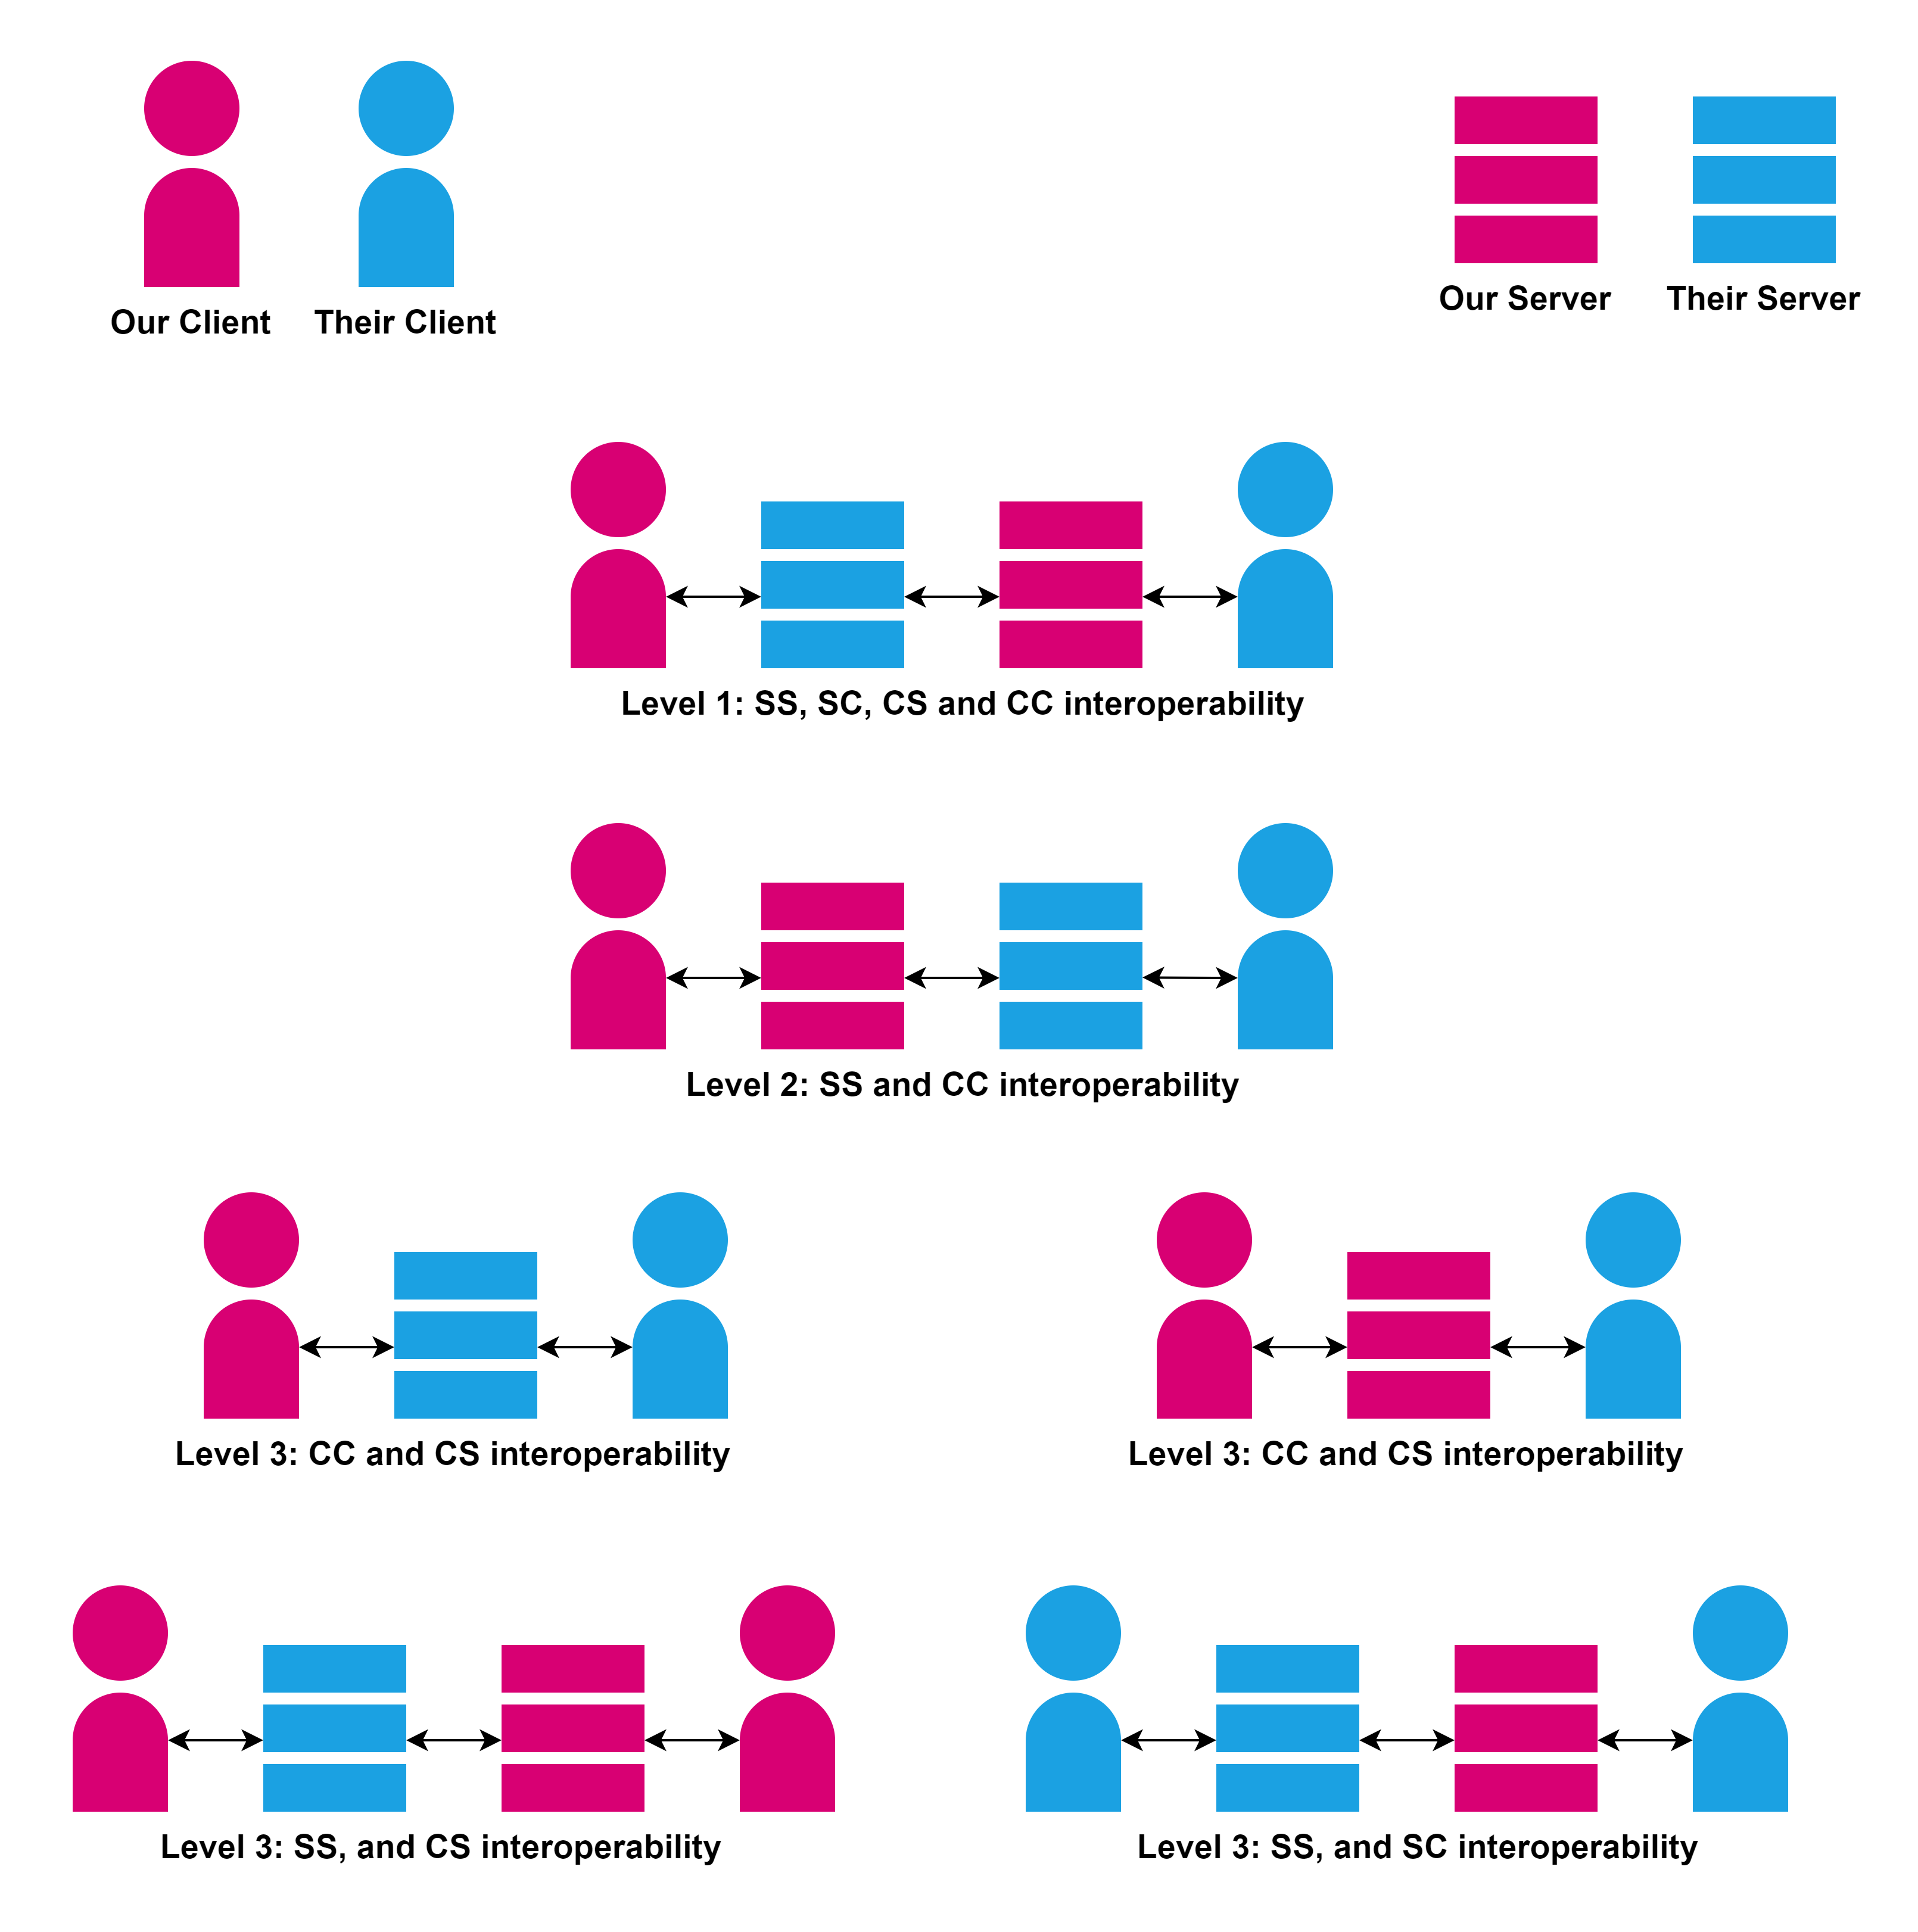 Our Client
Their Client
Our Server
Their Server
Level 1: SS, SC, CS and CC interoperability
Level 2: SS and CC interoperability
Level 3: CC and CS interoperability
Level 3: CC and CS interoperability
Level 3: SS, and CS interoperability
Level 3: SS, and SC interoperability